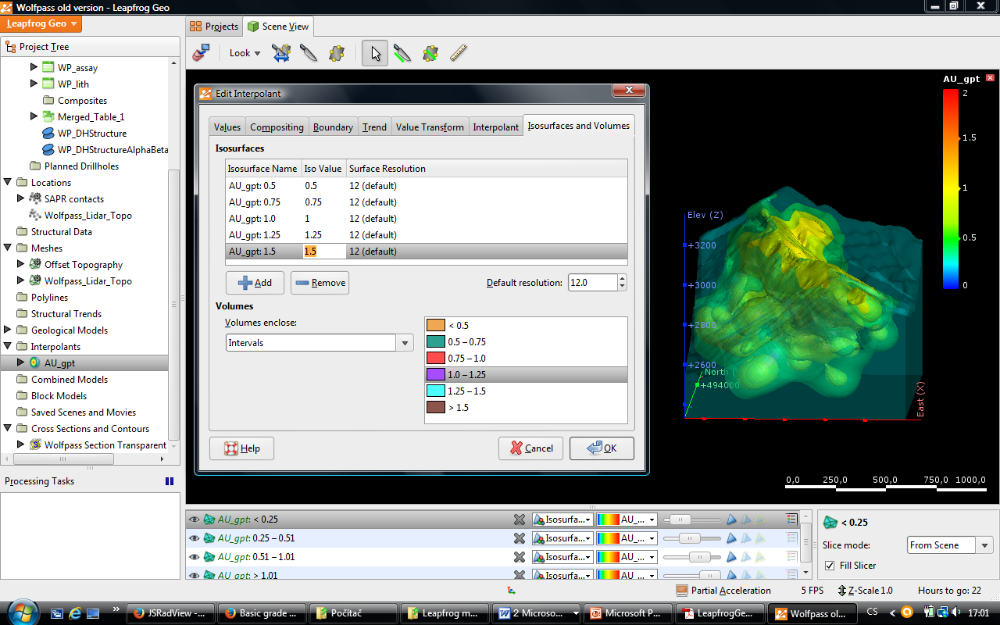 Wolfpass old version - Leapfrog Geo
Leapfrog Geo
Projects
Scene View
Project Tree
Look
WP_assay
WP_lith
Composites
Merged_Table_1
WP_DHStructure
WP_DHStructureAlphaBeta
Planned Drillholes
Locations
SAPR contacts
Wolfpass_Lidar_Topo
Structural Data
Meshes
Offset Topography
Wolfpass_Lidar_Topo
Polylines
Structural Trends
Geological Models
Interpolants
AU_gpt
Combined Models
Block Models
Saved Scenes and Movies
Cross Sections and Contours
Wolfpass Section Transparent
Processing Tasks
Edit Interpolant
Values Compositing Boundary Trend Value Transform Interpolant Isosurfaces and Volumes
Isosurfaces
Isosurface Name Iso Value Surface Resolution
AU_gpt: 0.5 0.5 12 (default)
AU_gpt: 0.75 0.75 12 (default)
AU_gpt: 1.0 1 12 (default)
AU_gpt: 1.25 1.25 12 (default)
AU_gpt: 1.5 1.5 12 (default)
Add Remove Default resolution: 12.0
Volumes
Volumes enclose:
Intervals
< 0.5
0.5 – 0.75
0.75 – 1.0
1.0 – 1.25
1.25 – 1.5
> 1.5
Help Cancel OK
AU_gpt
2
1.5
1
0.5
0
Elev (Z)
+3200
+3000
+2800
+2600
North (
+494000
East (X)
0,0 250,0 500,0 750,0 1000,0
AU_gpt: < 0.25 Isosurfa... AU_...
AU_gpt: 0.25 – 0.51 Isosurfa... AU_...
AU_gpt: 0.51 – 1.01 Isosurfa... AU_...
AU_gpt: > 1.01 Isosurfa... AU_...
< 0.25
Slice mode: From Scene
Fill Slicer
Partial Acceleration 5 FPS Z-Scale 1.0 Hours to go: 22
» JSRadView -... Basic grade ... Počítač Leapfrog m... 2 Microso... Microsoft P... LeapfrogGe... Wolfpass ol... CS 17:01